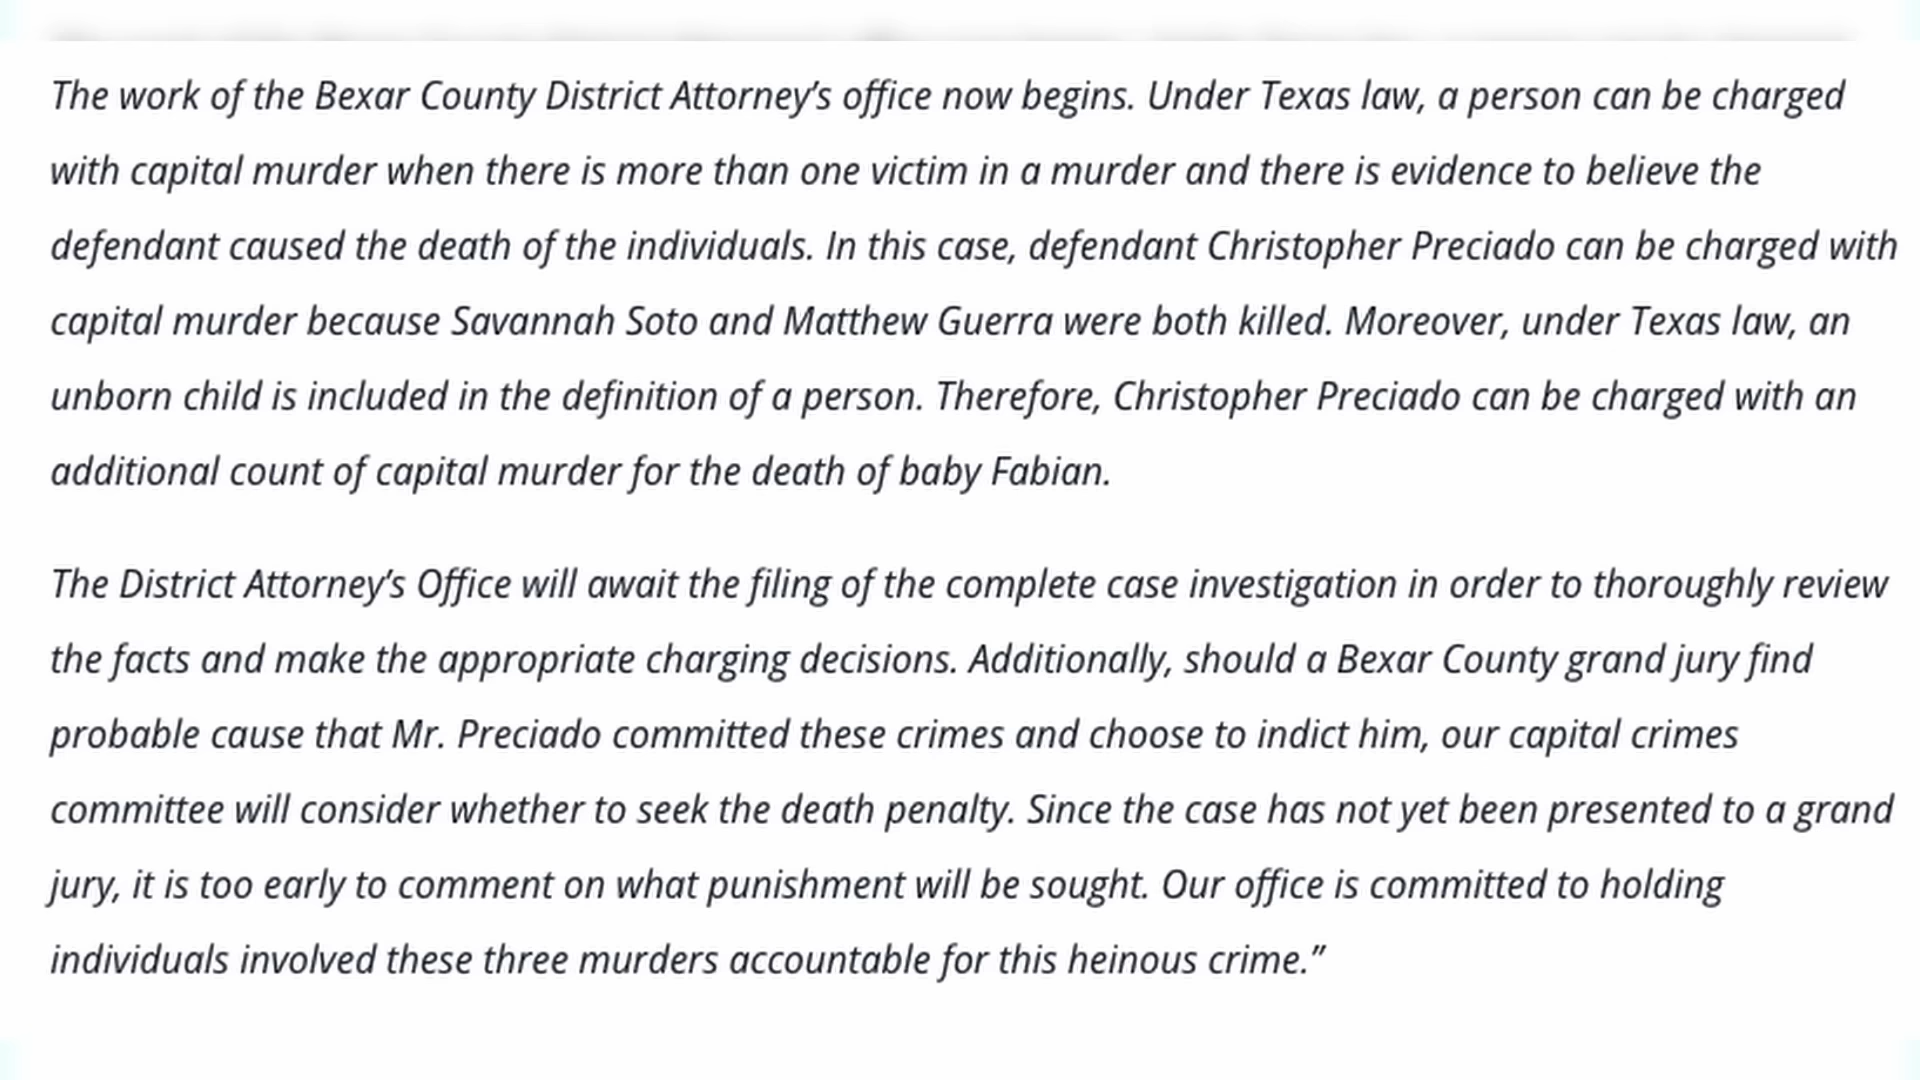 The work of the Bexar County District Attorney’s office now begins. Under Texas law, a person can be charged
with capital murder when there is more than one victim in a murder and there is evidence to believe the
defendant caused the death of the individuals. In this case, defendant Christopher Preciado can be charged with
capital murder because Savannah Soto and Matthew Guerra were both killed. Moreover, under Texas law, an
unborn child is included in the definition of a person. Therefore, Christopher Preciado can be charged with an
additional count of capital murder for the death of baby Fabian.
The District Attorney’s Office will await the filing of the complete case investigation in order to thoroughly review
the facts and make the appropriate charging decisions. Additionally, should a Bexar County grand jury find
probable cause that Mr. Preciado committed these crimes and choose to indict him, our capital crimes
committee will consider whether to seek the death penalty. Since the case has not yet been presented to a grand
jury, it is too early to comment on what punishment will be sought. Our office is committed to holding
individuals involved these three murders accountable for this heinous crime.”